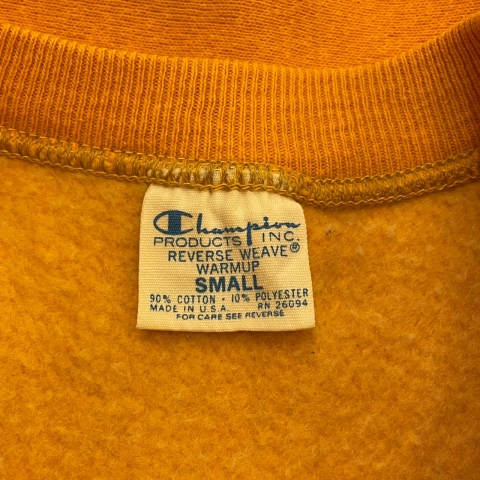 Champion
PRODUCTS INC.
REVERSE WEAVE®
WARMUP
SMALL
90% COTTON · 10% POLYESTER
MADE IN U.S.A. RN 26094
FOR CARE SEE REVERSE